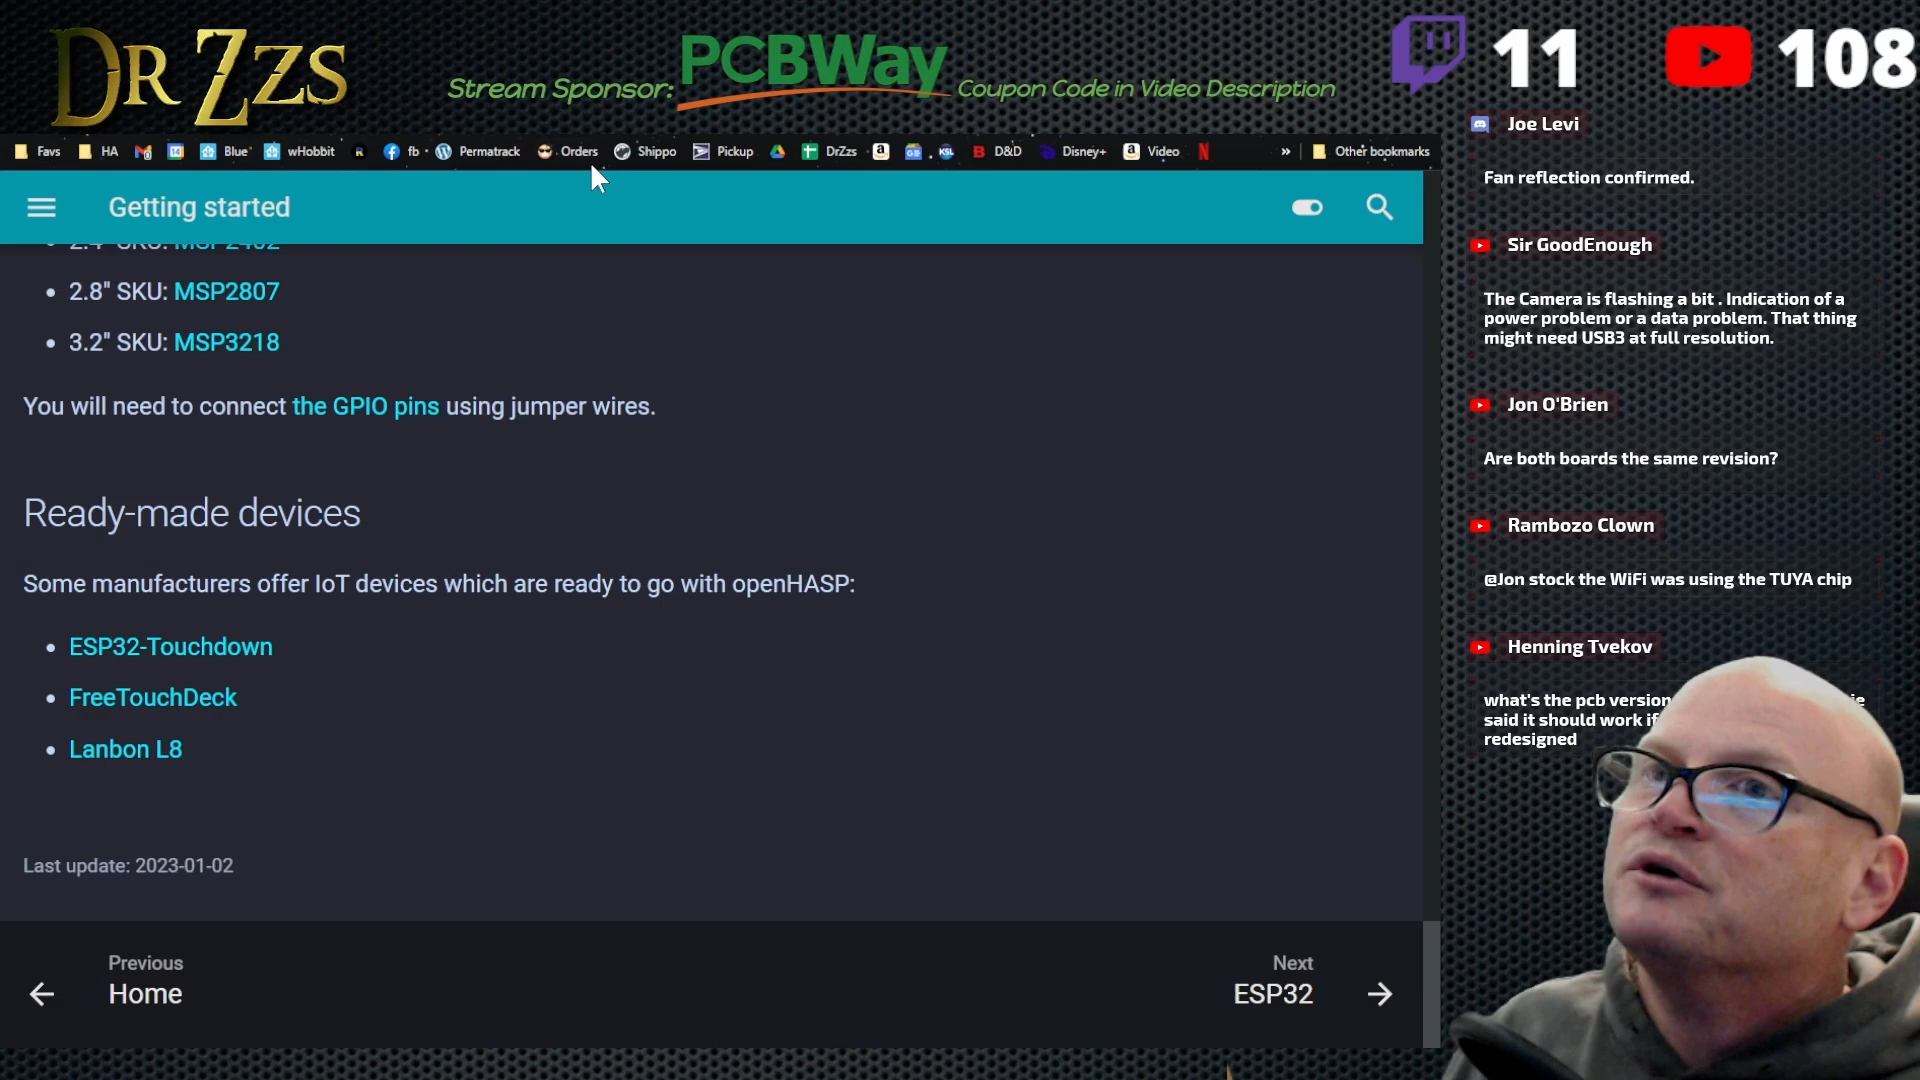 DR ZZS
Stream Sponsor: PCBWay Coupon Code in Video Description
11
108
Favs HA 14 Blue wHobbit R fb Permatrack Orders Shippo Pickup DrZzs a GB KSL B D&D Disney+ a Video N » Other bookmarks
Getting started
2.8" SKU: MSP2807
3.2" SKU: MSP3218
You will need to connect the GPIO pins using jumper wires.
Ready-made devices
Some manufacturers offer IoT devices which are ready to go with openHASP:
ESP32-Touchdown
FreeTouchDeck
Lanbon L8
Last update: 2023-01-02
Previous
Home
Next
ESP32
Joe Levi
Fan reflection confirmed.
Sir GoodEnough
The Camera is flashing a bit . Indication of a
power problem or a data problem. That thing
might need USB3 at full resolution.
Jon O'Brien
Are both boards the same revision?
Rambozo Clown
@Jon stock the WiFi was using the TUYA chip
Henning Tvekov
what's the pcb version
said it should work if
redesigned